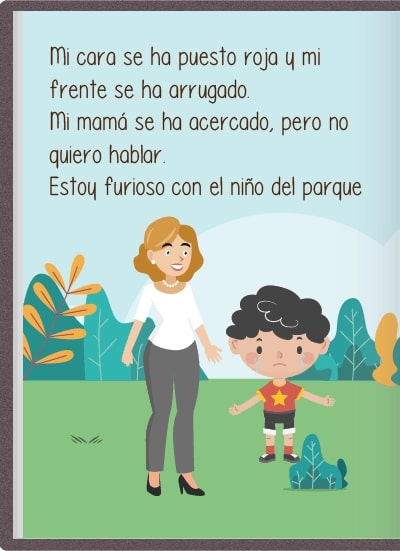 Mi cara se ha puesto roja y mi
frente se ha arrugado.
Mi mamá se ha acercado, pero no
quiero hablar.
Estoy furioso con el niño del parque